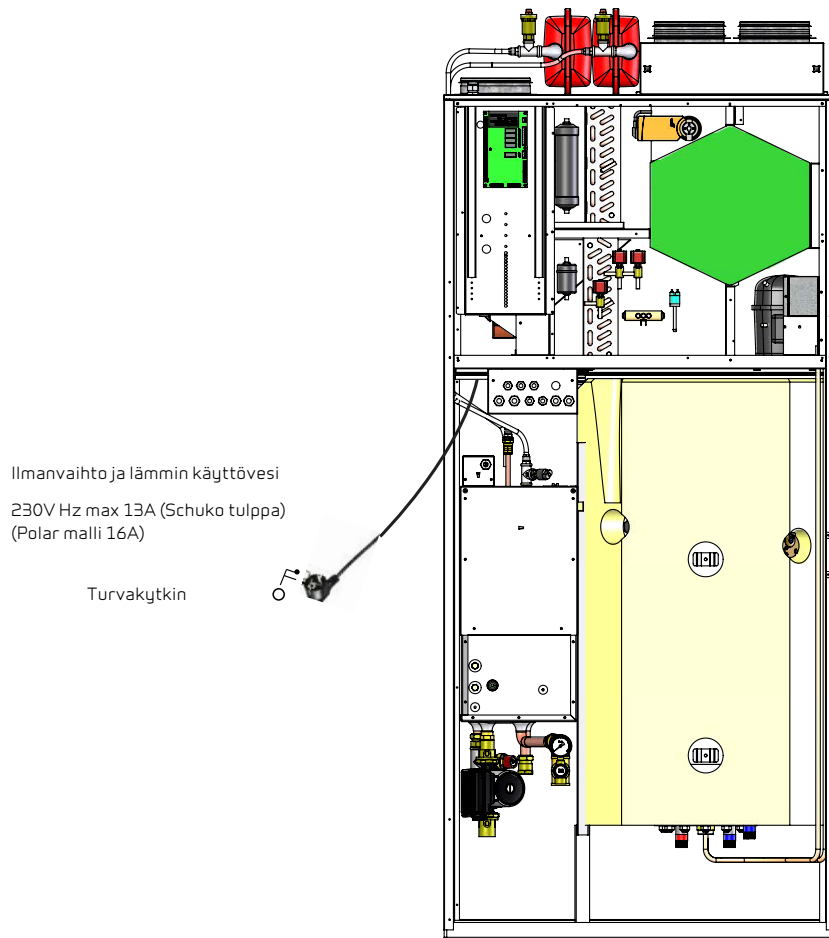 Ilmanvaihto ja lämmin käyttövesi
230V Hz max 13A (Schuko tulppa)
(Polar malli 16A)
Turvakytkin